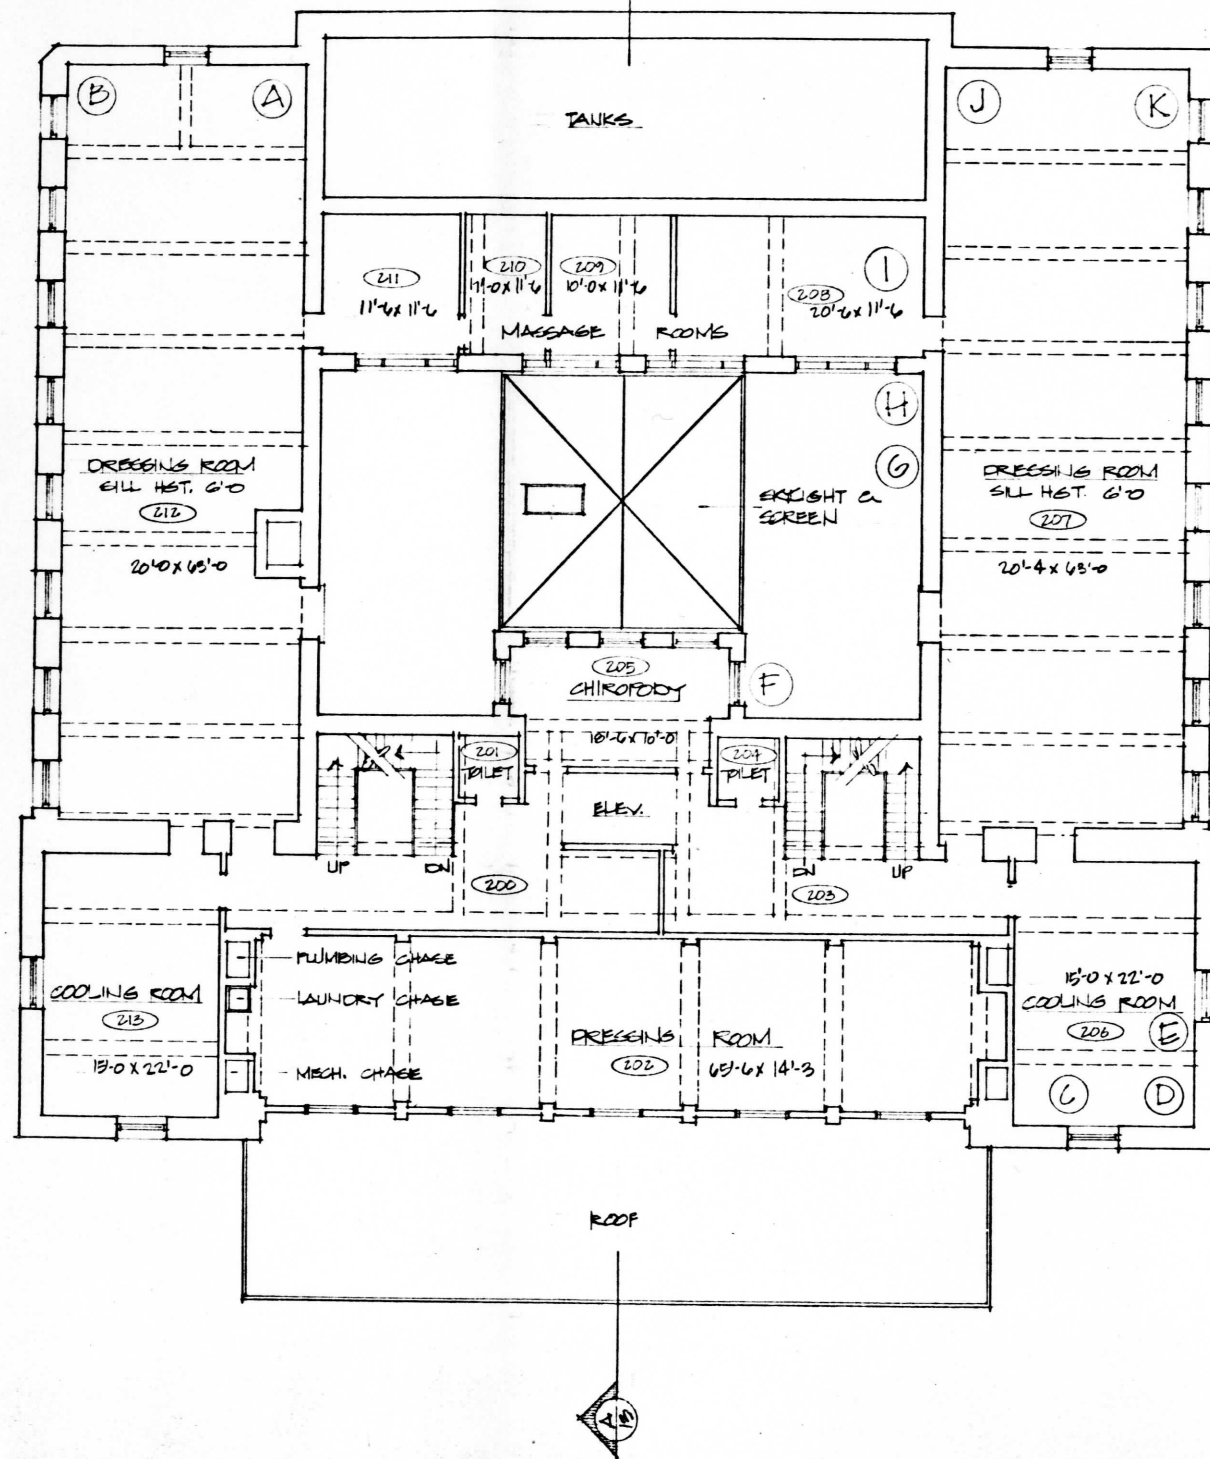 B
A
J
K
TANKS
211
11'-6 x 11'-6
210
7'-0 x 11'-6
209
10'-0 x 11'-6
I
208
20'-6 x 11'-6
MASSAGE ROOMS
H
G
DRESSING ROOM
SILL HGT. 6'-0
212
20'-0 x 63'-0
SKYLIGHT &
SCREEN
DRESSING ROOM
SILL HGT. 6'-0
207
20'-4 x 63'-0
205
CHIROPODY
F
18'-6 x 10'-0
201
TOILET
204
TOILET
ELEV.
UP
DN
200
DN
UP
203
PLUMBING CHASE
COOLING ROOM
213
15'-0 x 22'-0
LAUNDRY CHASE
MECH. CHASE
DRESSING ROOM
202
65'-6 x 14'-3
15'-0 x 22'-0
COOLING ROOM
206
E
C
D
ROOF
A
13